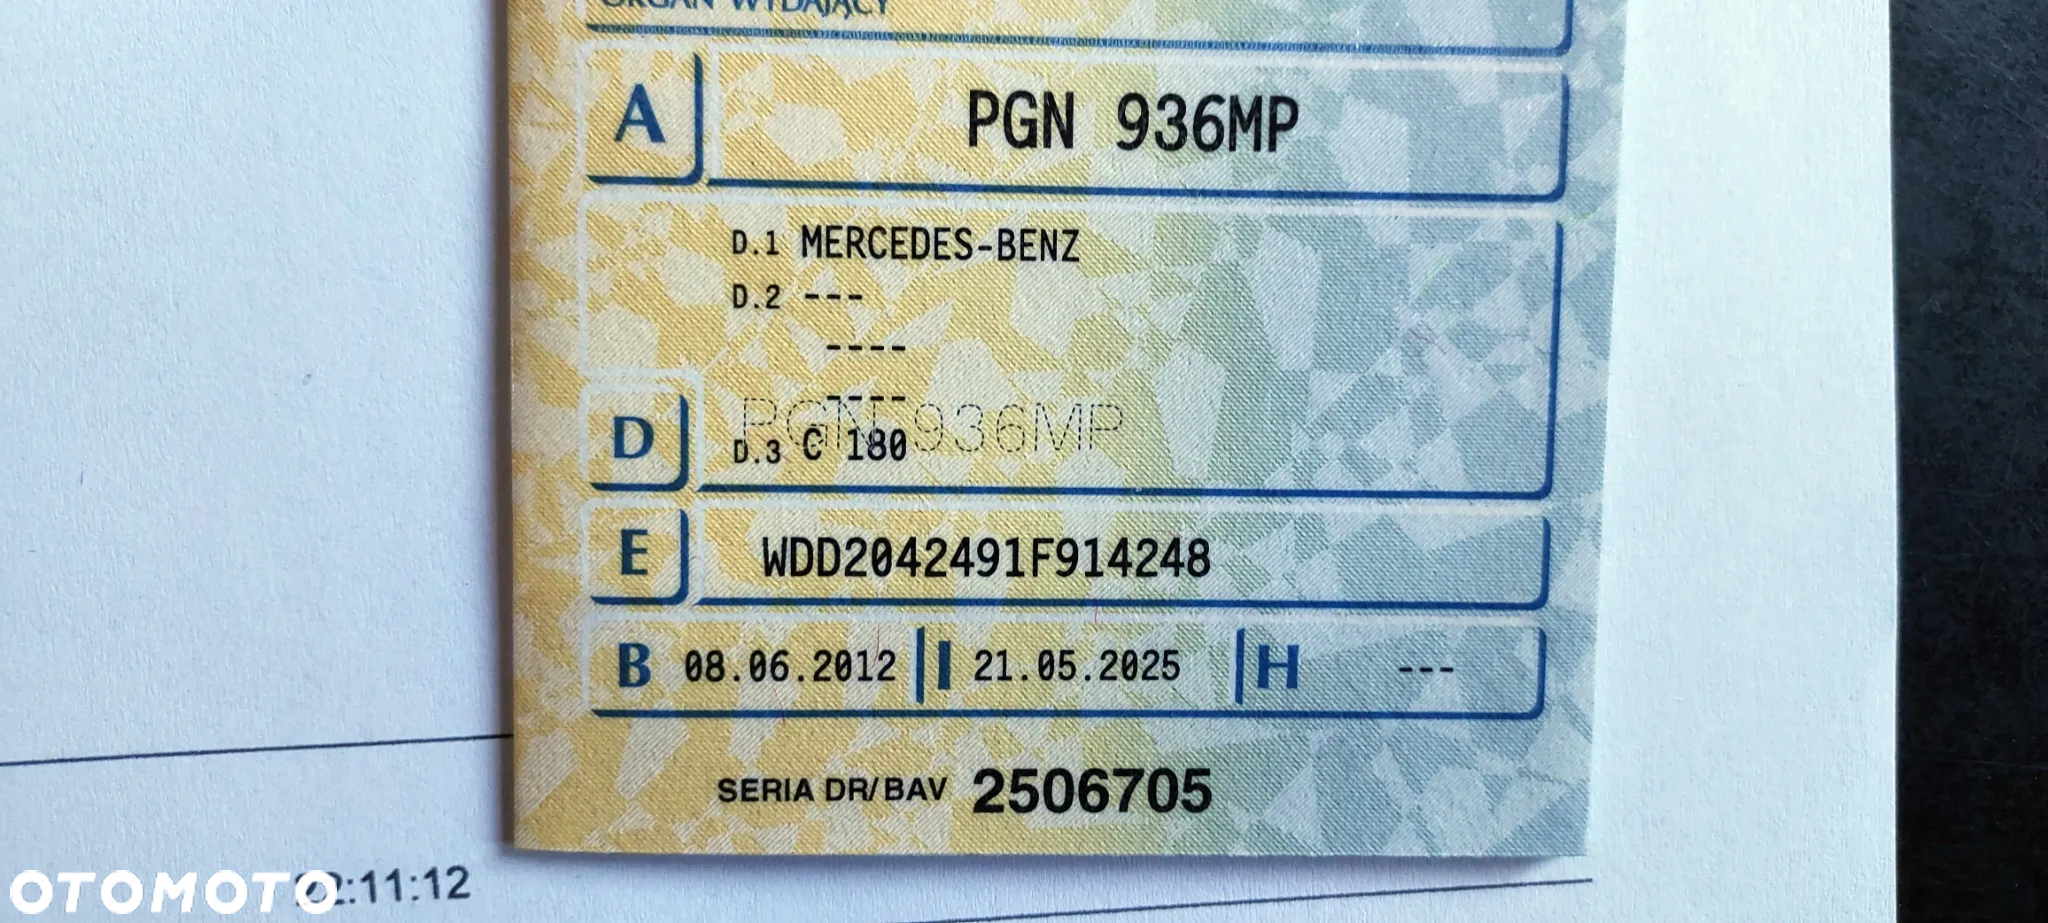 ORGAN WYDAJĄCY
A PGN 936MP
D.1 MERCEDES-BENZ
D.2 ---
----
----
PGN 936MP
D D.3 C 180
E WDD2042491F914248
B 08.06.2012 I 21.05.2025 H ---
SERIA DR/BAV 2506705
OTOMOTO
:11:12